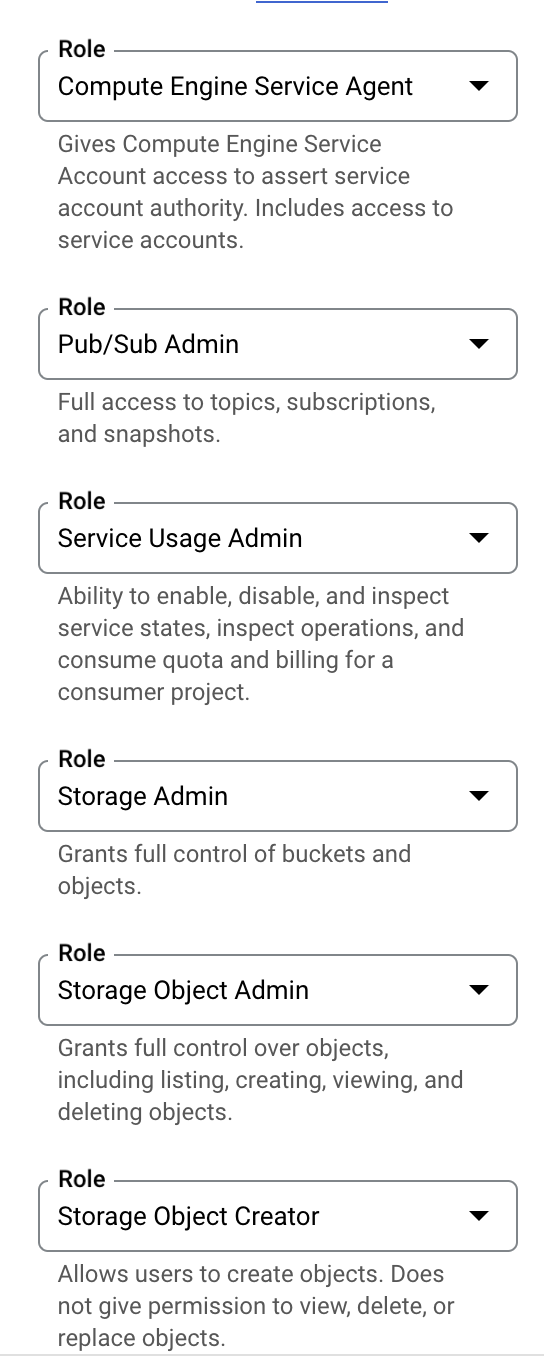 Role
Compute Engine Service Agent
Gives Compute Engine Service
Account access to assert service
account authority. Includes access to
service accounts.
Role
Pub/Sub Admin
Full access to topics, subscriptions,
and snapshots.
Role
Service Usage Admin
Ability to enable, disable, and inspect
service states, inspect operations, and
consume quota and billing for a
consumer project.
Role
Storage Admin
Grants full control of buckets and
objects.
Role
Storage Object Admin
Grants full control over objects,
including listing, creating, viewing, and
deleting objects.
Role
Storage Object Creator
Allows users to create objects. Does
not give permission to view, delete, or
replace objects.